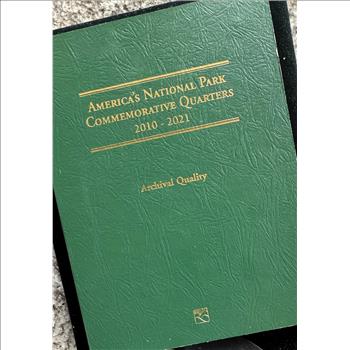 AMERICA'S NATIONAL PARK
COMMEMORATIVE QUARTERS
2010 - 2021
Archival Quality